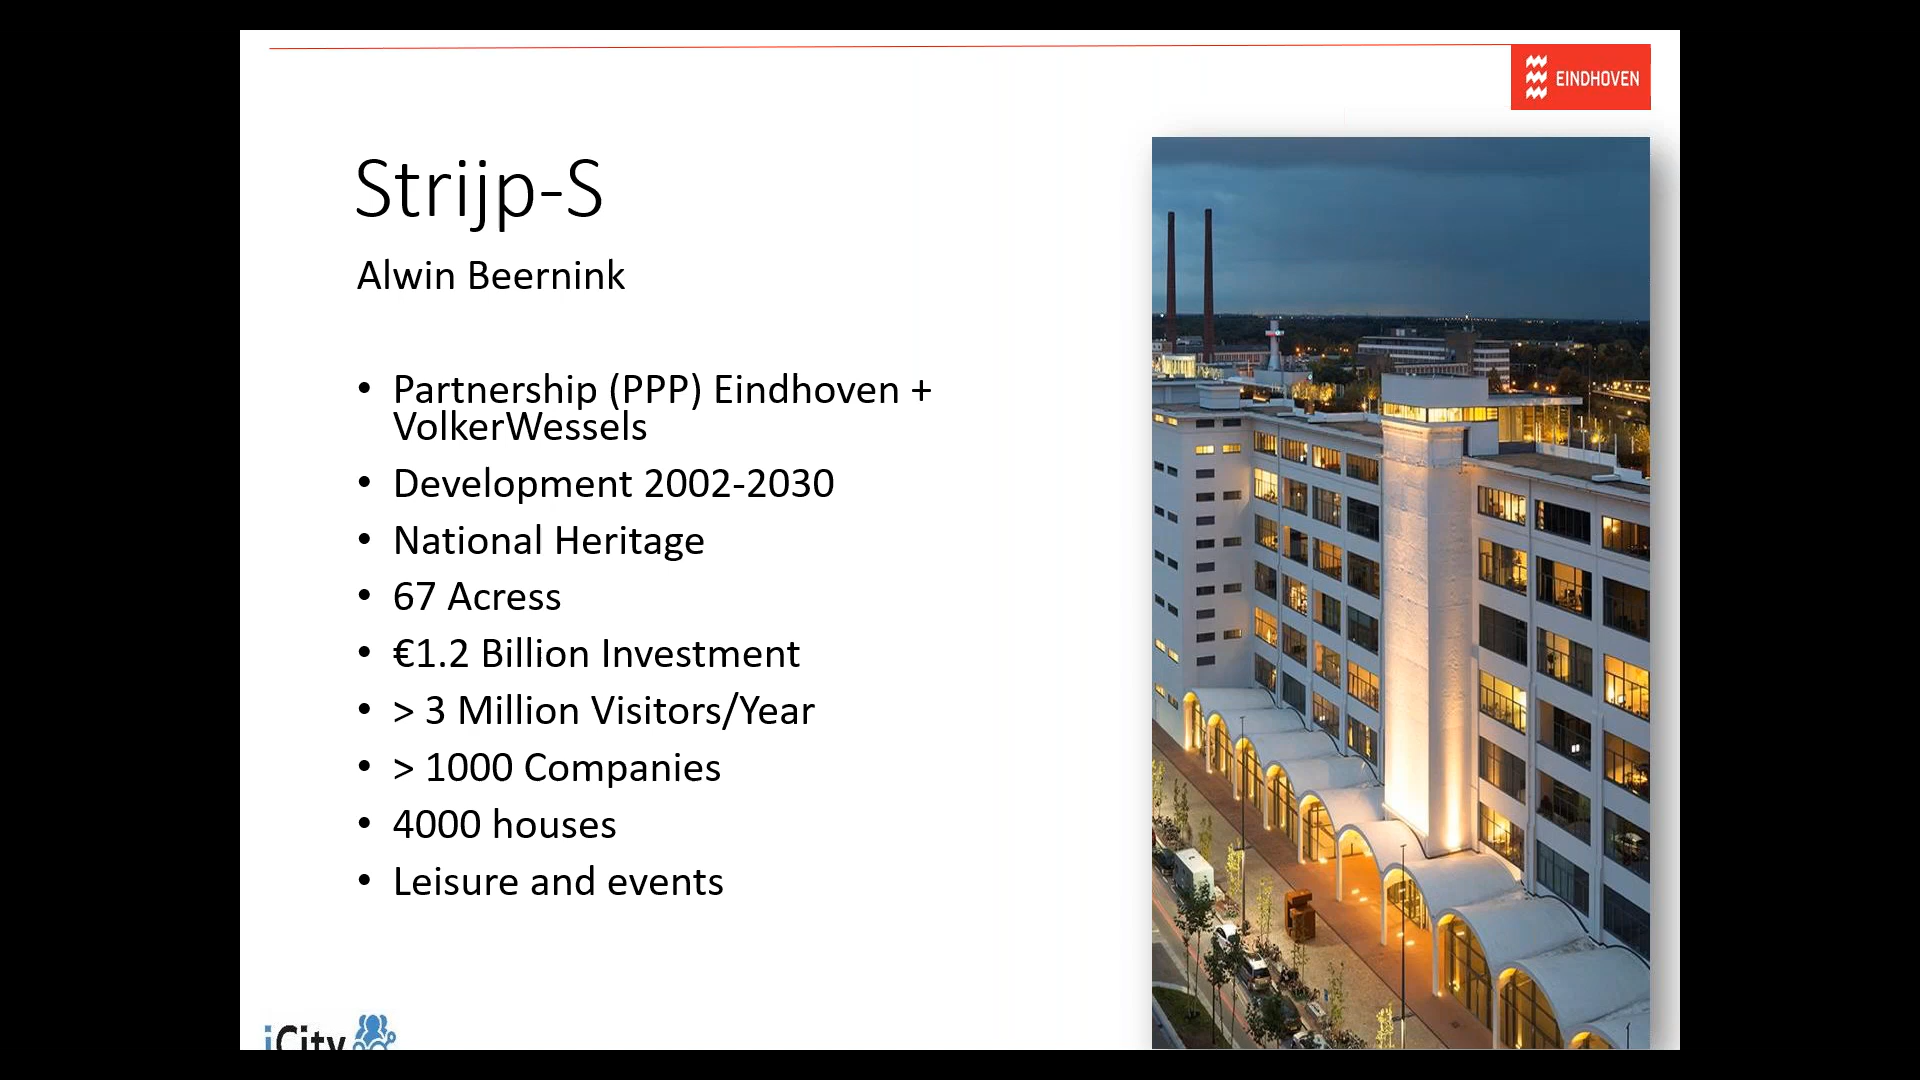 EINDHOVEN
Strijp-S
Alwin Beernink
• Partnership (PPP) Eindhoven +
VolkerWessels
• Development 2002-2030
• National Heritage
• 67 Acress
• €1.2 Billion Investment
• > 3 Million Visitors/Year
• > 1000 Companies
• 4000 houses
• Leisure and events
iCity